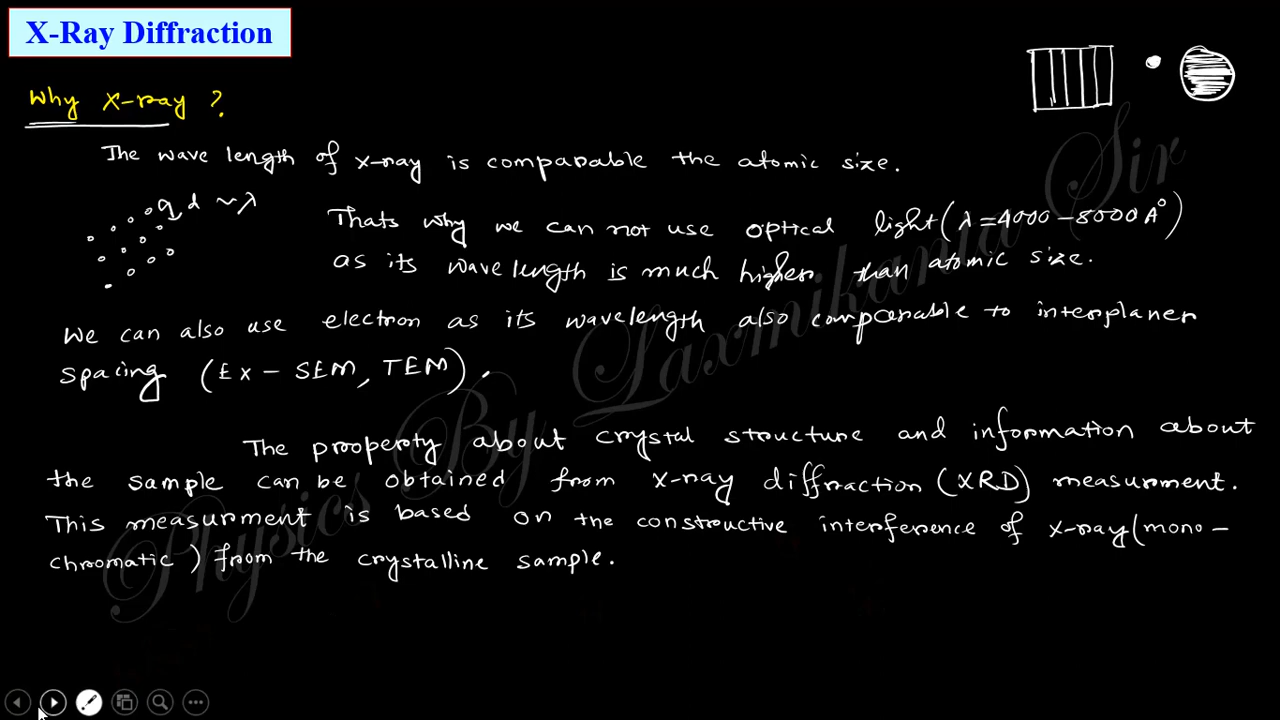 X-Ray Diffraction
Why X-ray ?
The wave length of x-ray is comparable the atomic size.
d ~ λ
Thats why we can not use optical light (λ = 4000 - 8000 A°)
as its wavelength is much higher than atomic size.
We can also use electron as its wavelength also comparable to interplaner
spacing (Ex - SEM, TEM).
The prooperty about crystal structure and information about
the sample can be obtained from x-ray diffraction (XRD) measurment.
This measurment is based on the constructive interference of x-ray (mono-
chromatic) from the crystalline sample.
Physics By Laxmikanta Sir